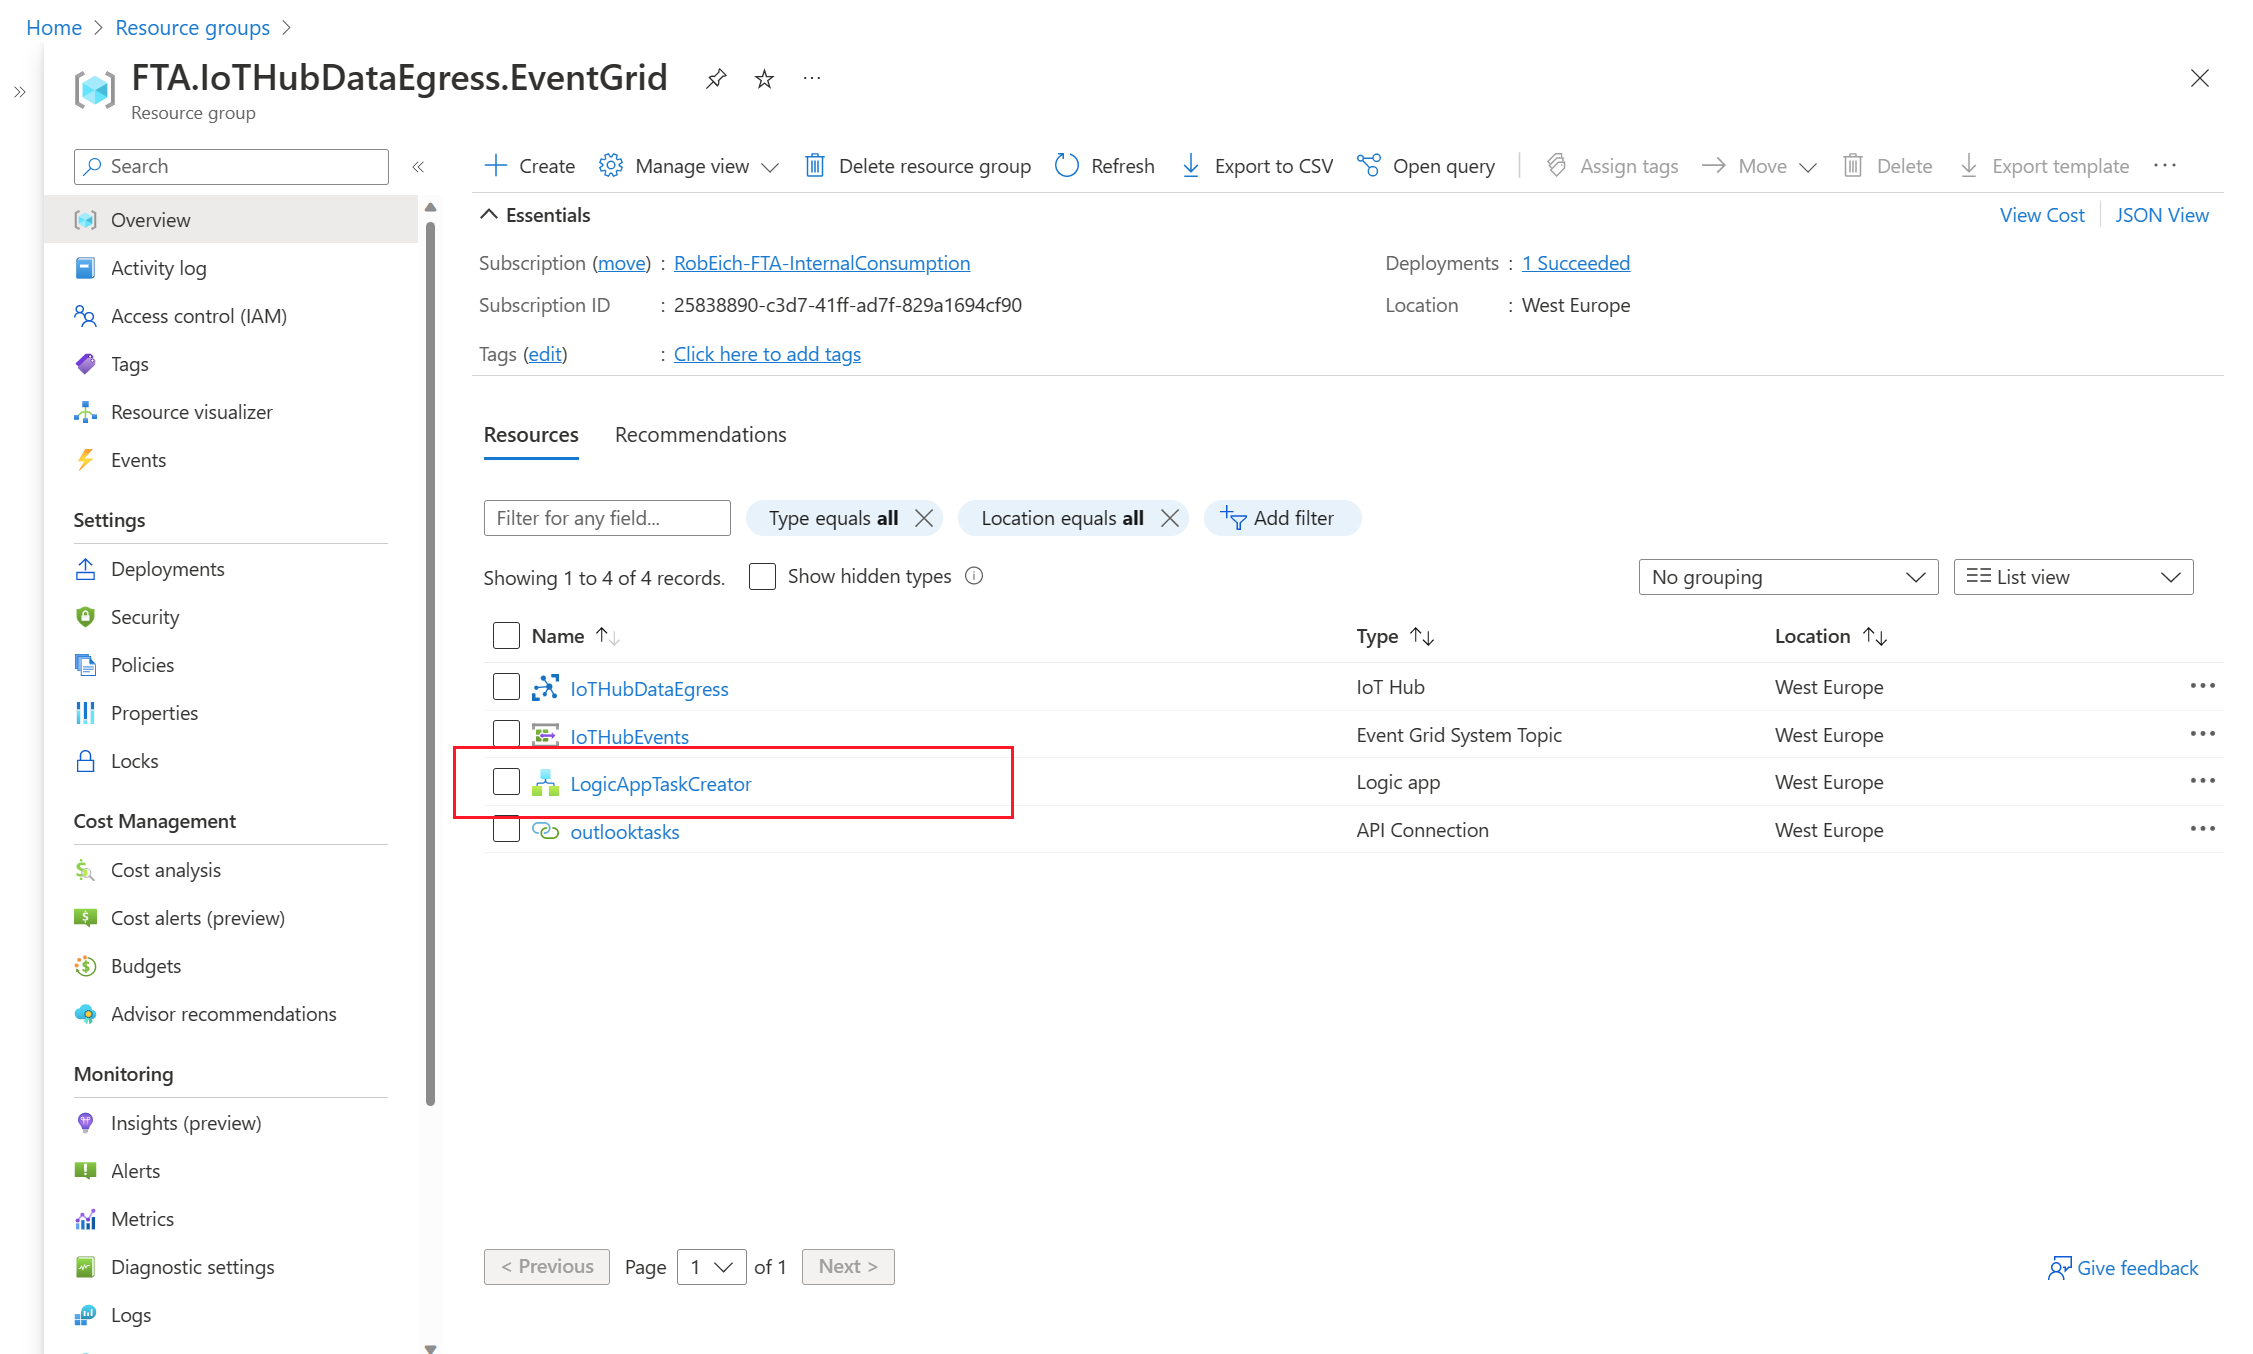 Home > Resource groups >
FTA.IoTHubDataEgress.EventGrid
Resource group
Search
Overview
Activity log
Access control (IAM)
Tags
Resource visualizer
Events
Settings
Deployments
Security
Policies
Properties
Locks
Cost Management
Cost analysis
Cost alerts (preview)
Budgets
Advisor recommendations
Monitoring
Insights (preview)
Alerts
Metrics
Diagnostic settings
Logs
Create Manage view Delete resource group Refresh Export to CSV Open query Assign tags Move Delete Export template
Essentials View Cost JSON View
Subscription (move) : RobEich-FTA-InternalConsumption Deployments : 1 Succeeded
Subscription ID : 25838890-c3d7-41ff-ad7f-829a1694cf90 Location : West Europe
Tags (edit) : Click here to add tags
Resources Recommendations
Filter for any field... Type equals all Location equals all Add filter
Showing 1 to 4 of 4 records. Show hidden types No grouping List view
Name Type Location
IoTHubDataEgress IoT Hub West Europe
IoTHubEvents Event Grid System Topic West Europe
LogicAppTaskCreator Logic app West Europe
outlooktasks API Connection West Europe
< Previous Page 1 of 1 Next > Give feedback